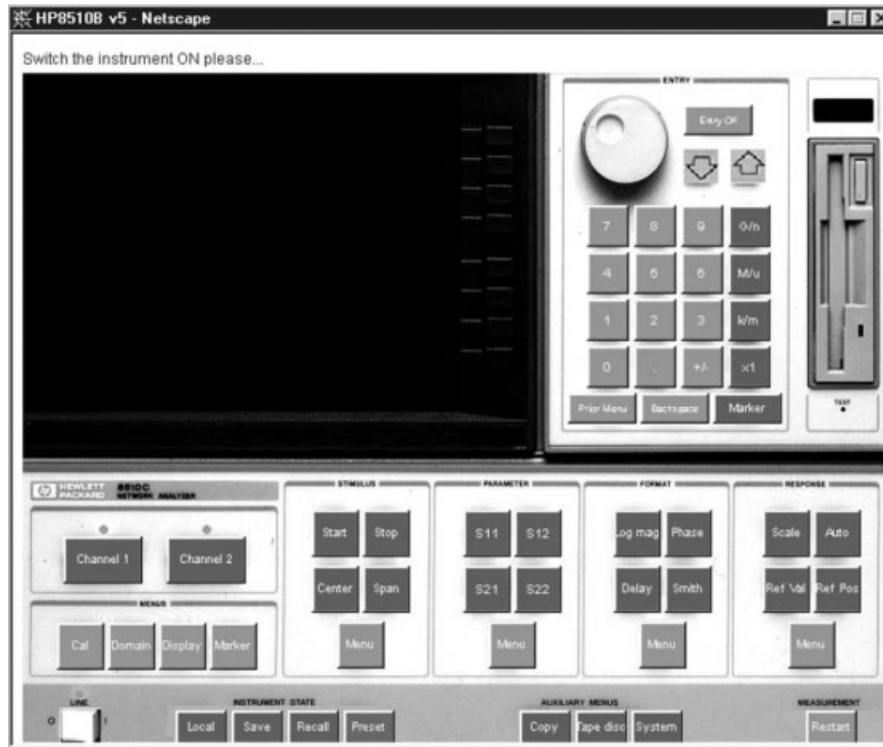 HP8510B v5 - Netscape
Switch the instrument ON please...
ENTRY
Entry Off
7 8 9 G/n
4 5 6 M/u
1 2 3 k/m
0 . +/- x1
Prior Menu Backspace Marker
TEST
HEWLETT PACKARD
8510C
NETWORK ANALYZER
Channel 1 Channel 2
MENUS
Cal Domain Display Marker
STIMULUS
Start Stop
Center Span
Menu
PARAMETER
S11 S12
S21 S22
Menu
FORMAT
Log mag Phase
Delay Smith
Menu
RESPONSE
Scale Auto
Ref Val Ref Pos
Menu
LINE
O I
INSTRUMENT STATE
Local Save Recall Preset
AUXILIARY MENUS
Copy Tape disc System
MEASUREMENT
Restart